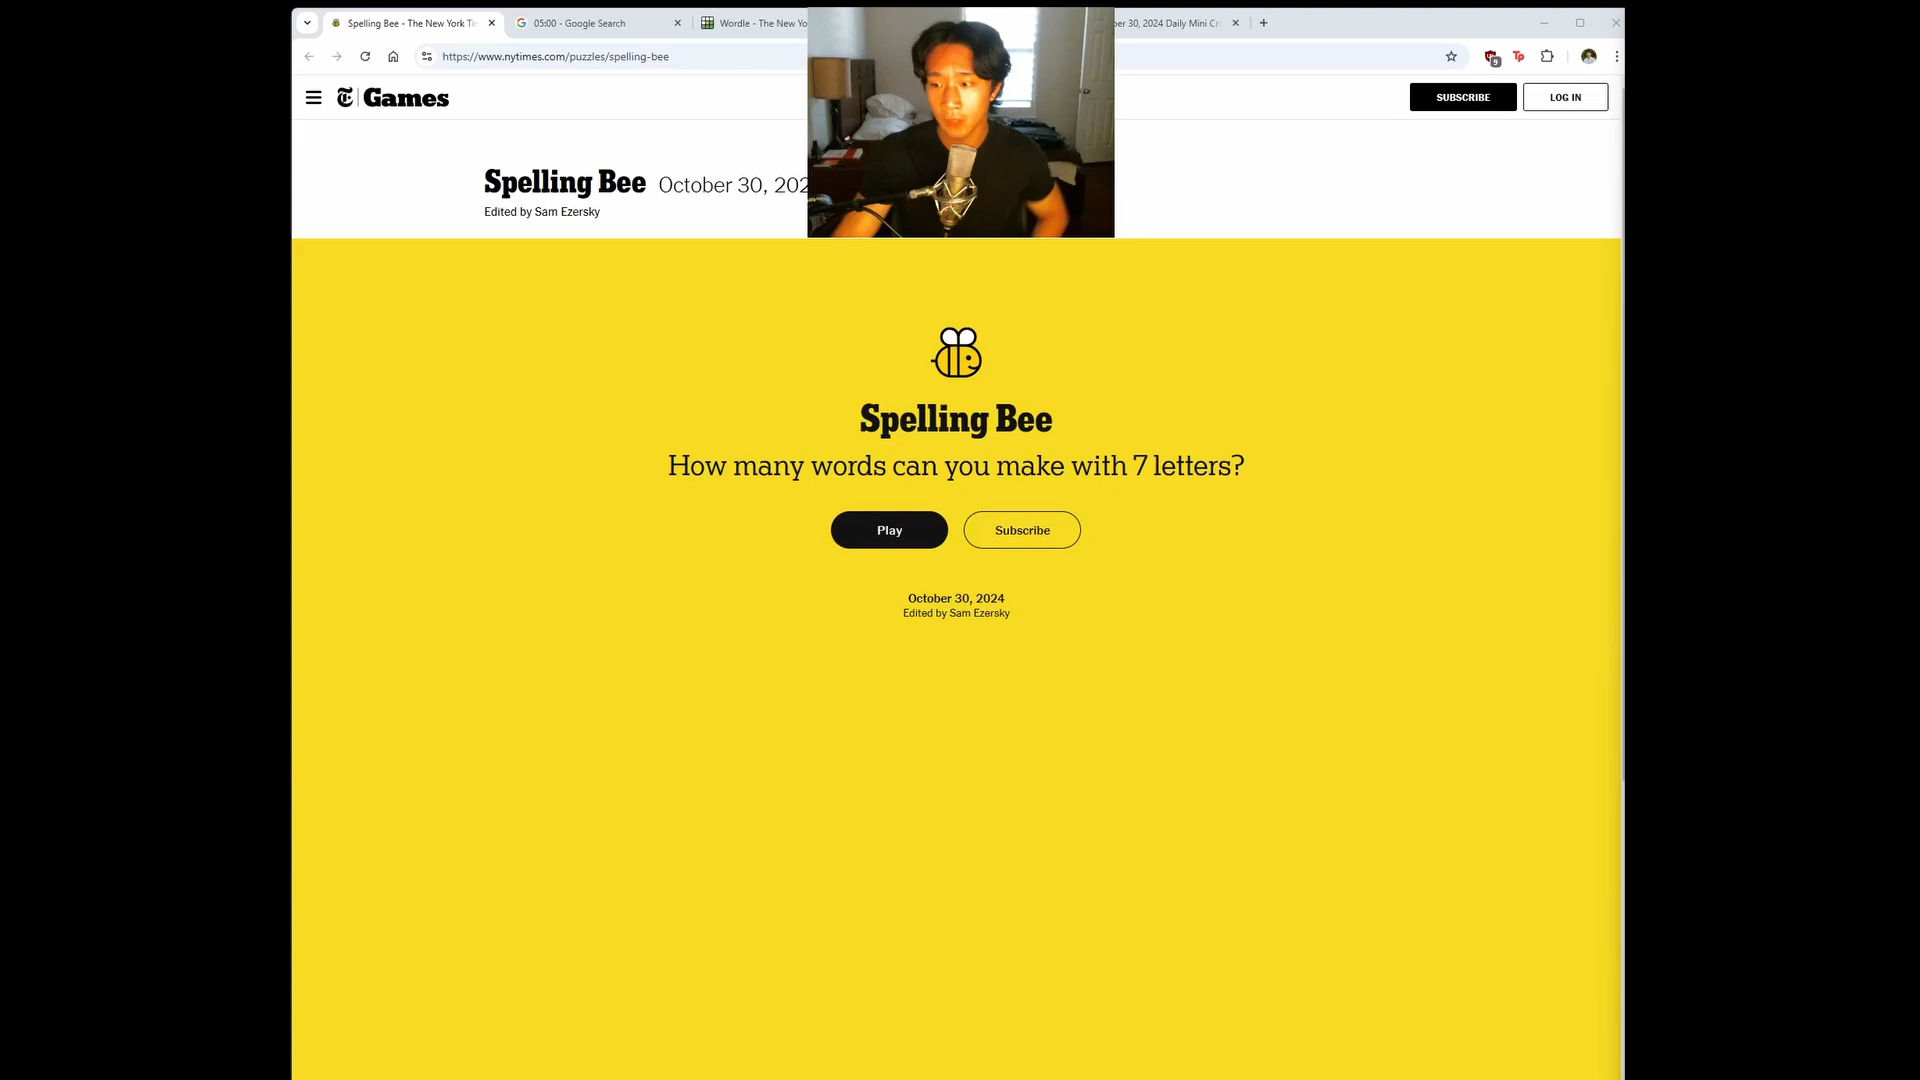 Spelling Bee - The New York Ti
05:00 - Google Search
Wordle - The New Yo
ber 30, 2024 Daily Mini Cr
https://www.nytimes.com/puzzles/spelling-bee
9
Tp
T Games
SUBSCRIBE
LOG IN
Spelling Bee October 30, 202
Edited by Sam Ezersky
Spelling Bee
How many words can you make with 7 letters?
Play
Subscribe
October 30, 2024
Edited by Sam Ezersky